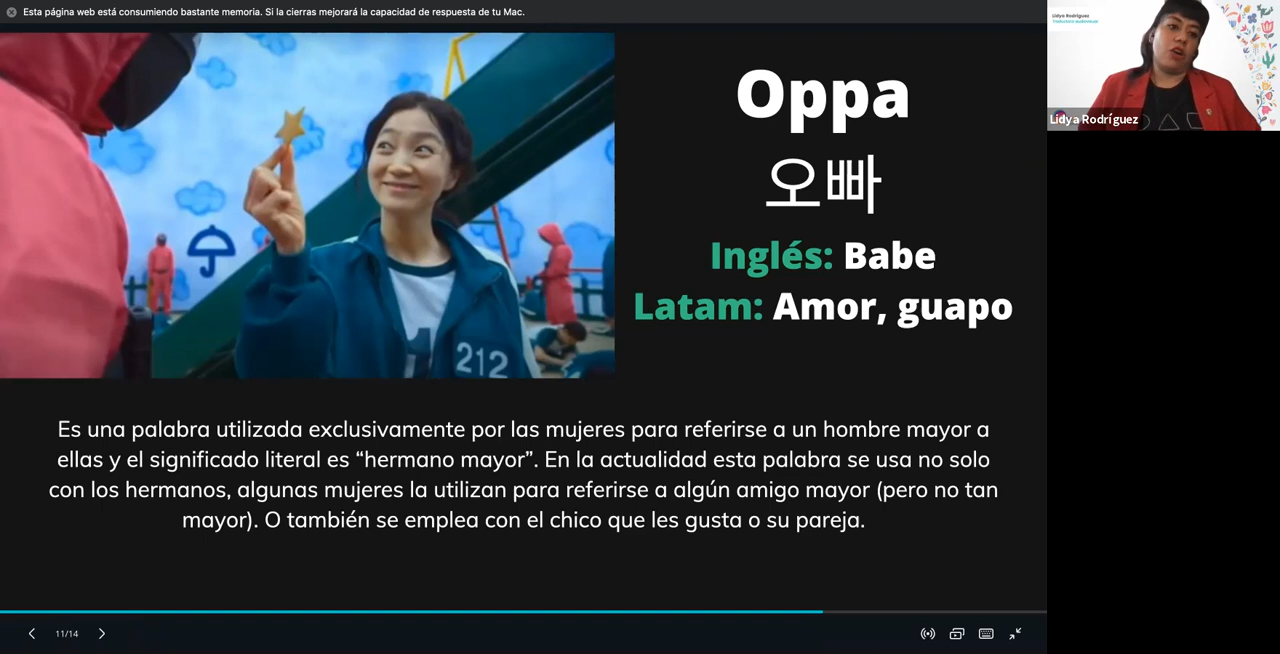 Esta página web está consumiendo bastante memoria. Si la cierras mejorará la capacidad de respuesta de tu Mac.
Oppa
오빠
Inglés: Babe
Latam: Amor, guapo
212
Es una palabra utilizada exclusivamente por las mujeres para referirse a un hombre mayor a
ellas y el significado literal es “hermano mayor”. En la actualidad esta palabra se usa no solo
con los hermanos, algunas mujeres la utilizan para referirse a algún amigo mayor (pero no tan
mayor). O también se emplea con el chico que les gusta o su pareja.
11/14
Lidya Rodríguez
Lidya Rodríguez